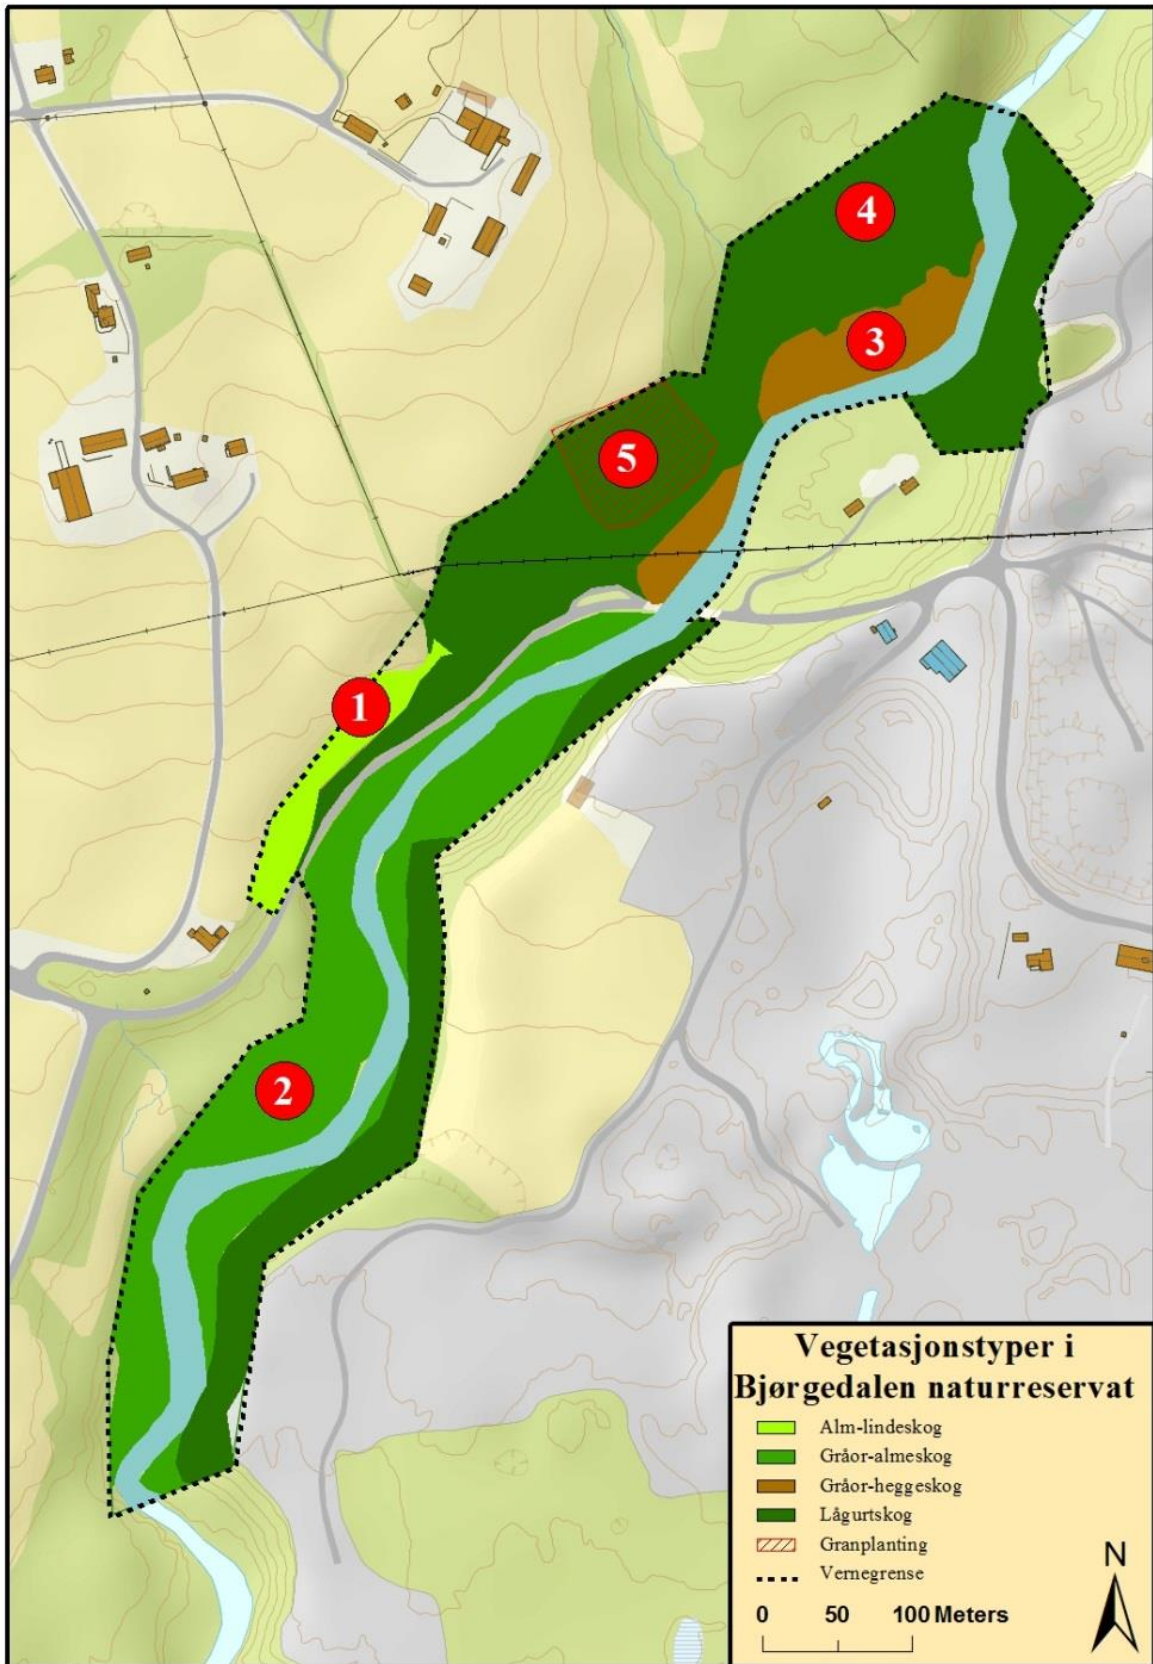 4
3
5
1
2
Vegetasjonstyper i
Bjørgedalen naturreservat
Alm-lindeskog
Gråor-almeskog
Gråor-heggeskog
Lågurtskog
Granplanting
Vernegrense
N
0 50 100 Meters